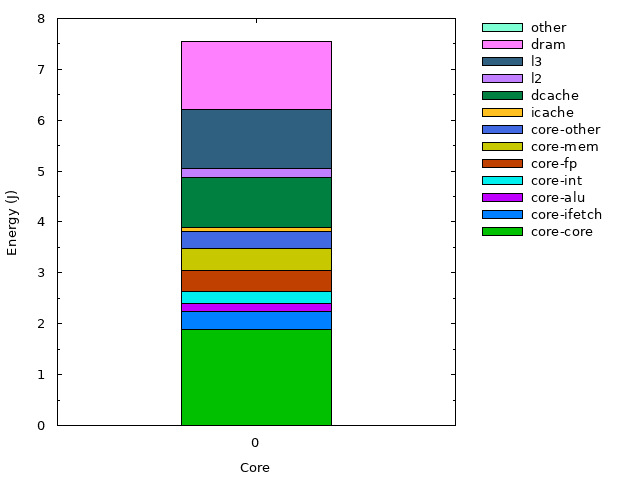 8
7
6
5
4
3
2
1
0
Energy (J)
0
Core
other
dram
l3
l2
dcache
icache
core-other
core-mem
core-fp
core-int
core-alu
core-ifetch
core-core